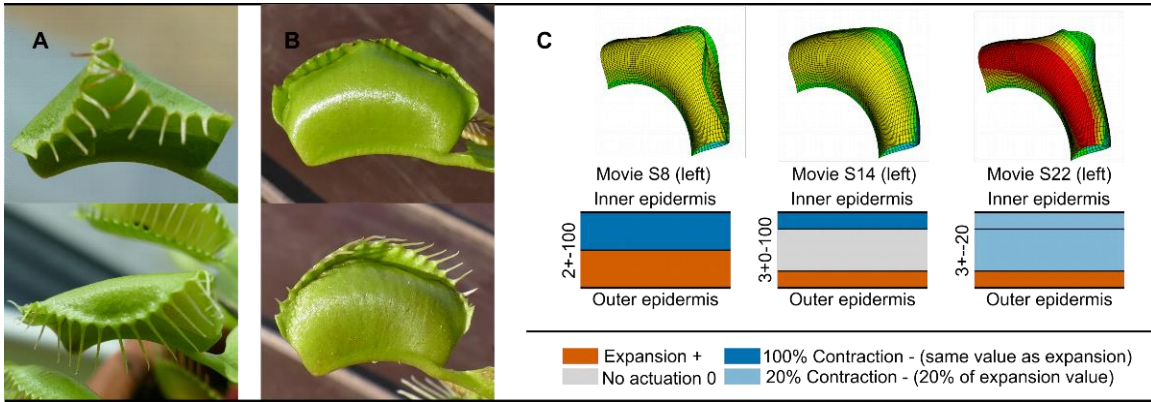 A
B
C
Movie S8 (left)
Movie S14 (left)
Movie S22 (left)
Inner epidermis
Inner epidermis
Inner epidermis
2+-100
3+0-100
3+--20
Outer epidermis
Outer epidermis
Outer epidermis
Expansion +
100% Contraction - (same value as expansion)
No actuation 0
20% Contraction - (20% of expansion value)